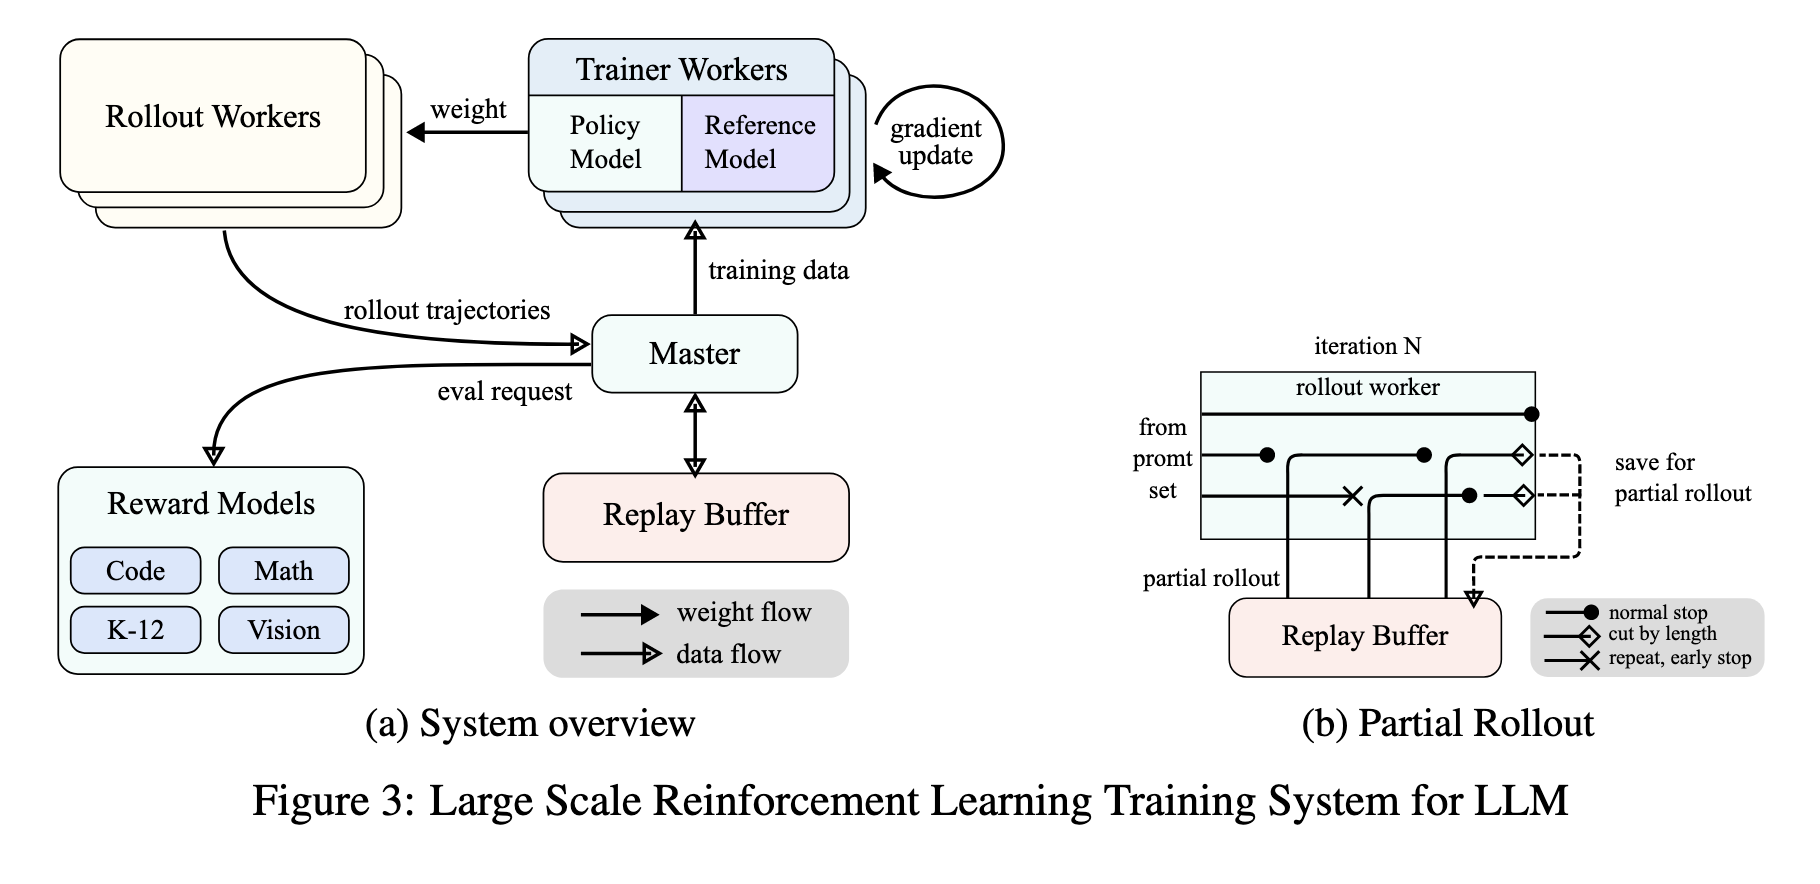 Rollout Workers
weight
Trainer Workers
Policy
Model
Reference
Model
gradient
update
training data
rollout trajectories
Master
eval request
Reward Models
Code
Math
K-12
Vision
Replay Buffer
weight flow
data flow
(a) System overview
iteration N
rollout worker
from
promt
set
save for
partial rollout
partial rollout
Replay Buffer
normal stop
cut by length
repeat, early stop
(b) Partial Rollout
Figure 3: Large Scale Reinforcement Learning Training System for LLM